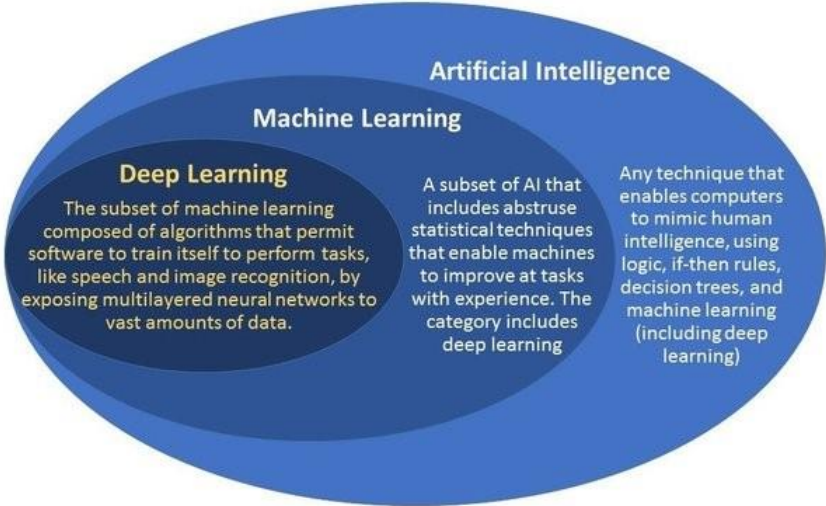 Artificial Intelligence
Machine Learning
Deep Learning
The subset of machine learning
composed of algorithms that permit
software to train itself to perform tasks,
like speech and image recognition, by
exposing multilayered neural networks to
vast amounts of data.
A subset of AI that
includes abstruse
statistical techniques
that enable machines
to improve at tasks
with experience. The
category includes
deep learning
Any technique that
enables computers
to mimic human
intelligence, using
logic, if-then rules,
decision trees, and
machine learning
(including deep
learning)